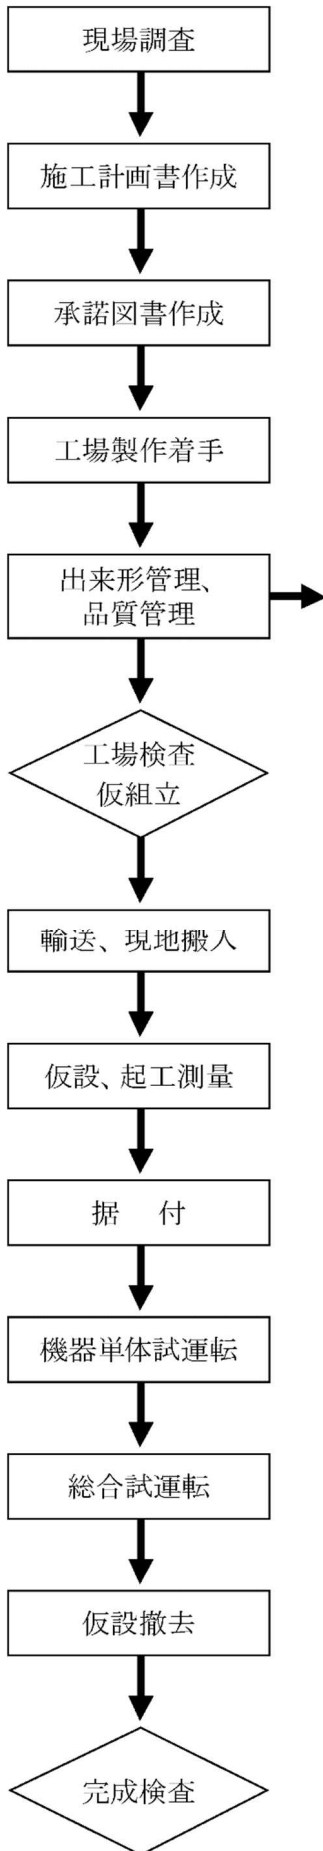 現場調査
施工計画書作成
承諾図書作成
工場製作着手
出来形管理、
品質管理
工場検査
仮組立
輸送、現地搬入
仮設、起工測量
据　付
機器単体試運転
総合試運転
仮設撤去
完成検査